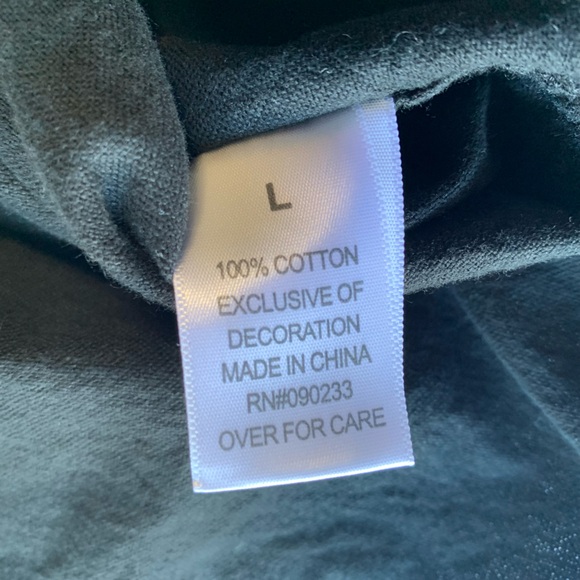 L
100% COTTON
EXCLUSIVE OF
DECORATION
MADE IN CHINA
RN#090233
OVER FOR CARE